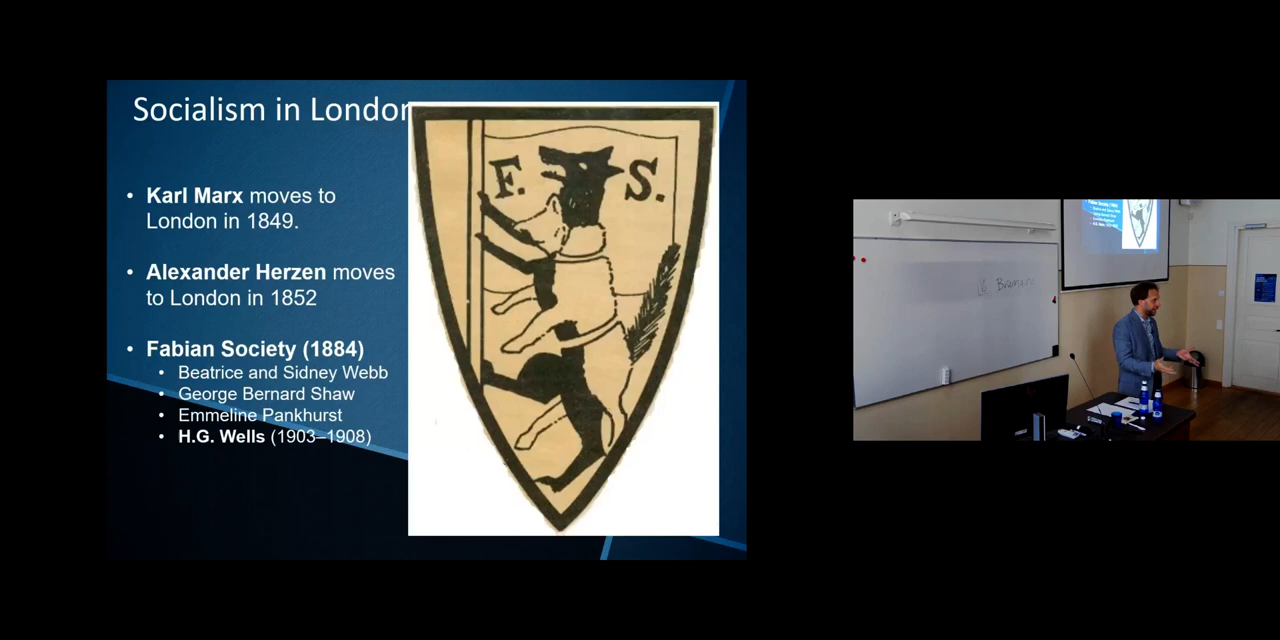 Socialism in London
Karl Marx moves to
London in 1849.
Alexander Herzen moves
to London in 1852
Fabian Society (1884)
Beatrice and Sidney Webb
George Bernard Shaw
Emmeline Pankhurst
H.G. Wells (1903–1908)
F. S.